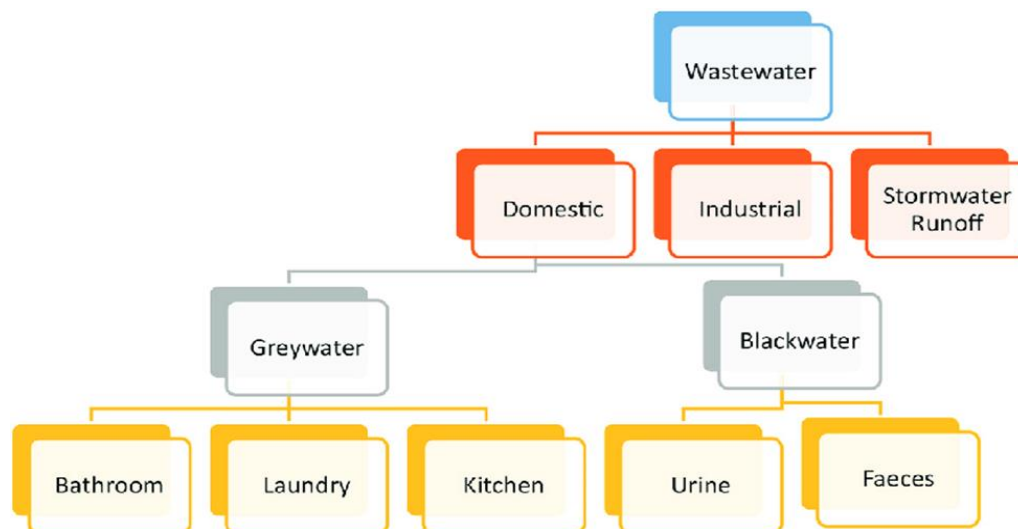 Wastewater
Domestic
Industrial
Stormwater
Runoff
Greywater
Blackwater
Bathroom
Laundry
Kitchen
Urine
Faeces